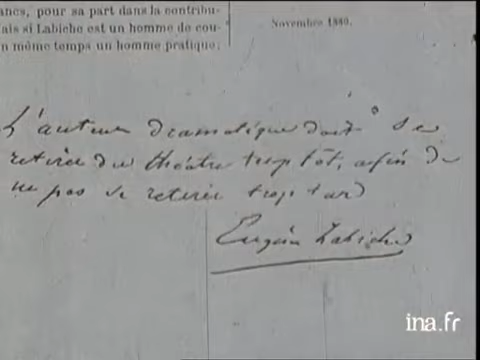 ancs, pour sa part dans la contribu-
ais si Labiche est un homme de cou-
n même temps un homme pratique,
Novembre 1880.
L'auteur dramatique doit se
retirer du théâtre trop tôt, afin de
ne pas se retirer trop tard
Eugène Labiche
ina.fr